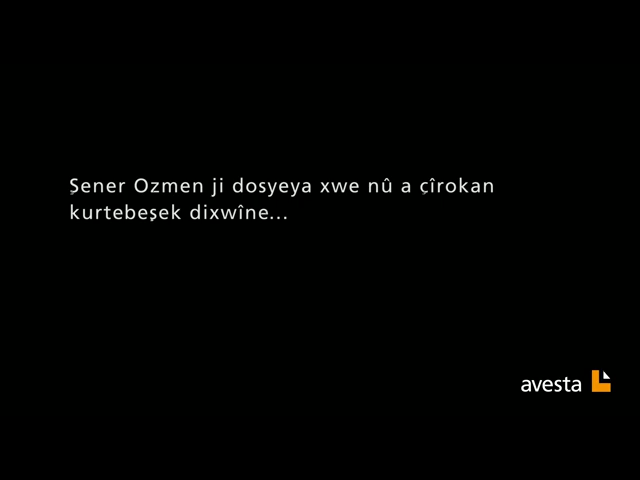 Şener Ozmen ji dosyeya xwe nû a çîrokan
kurtebeşek dixwîne...
avesta